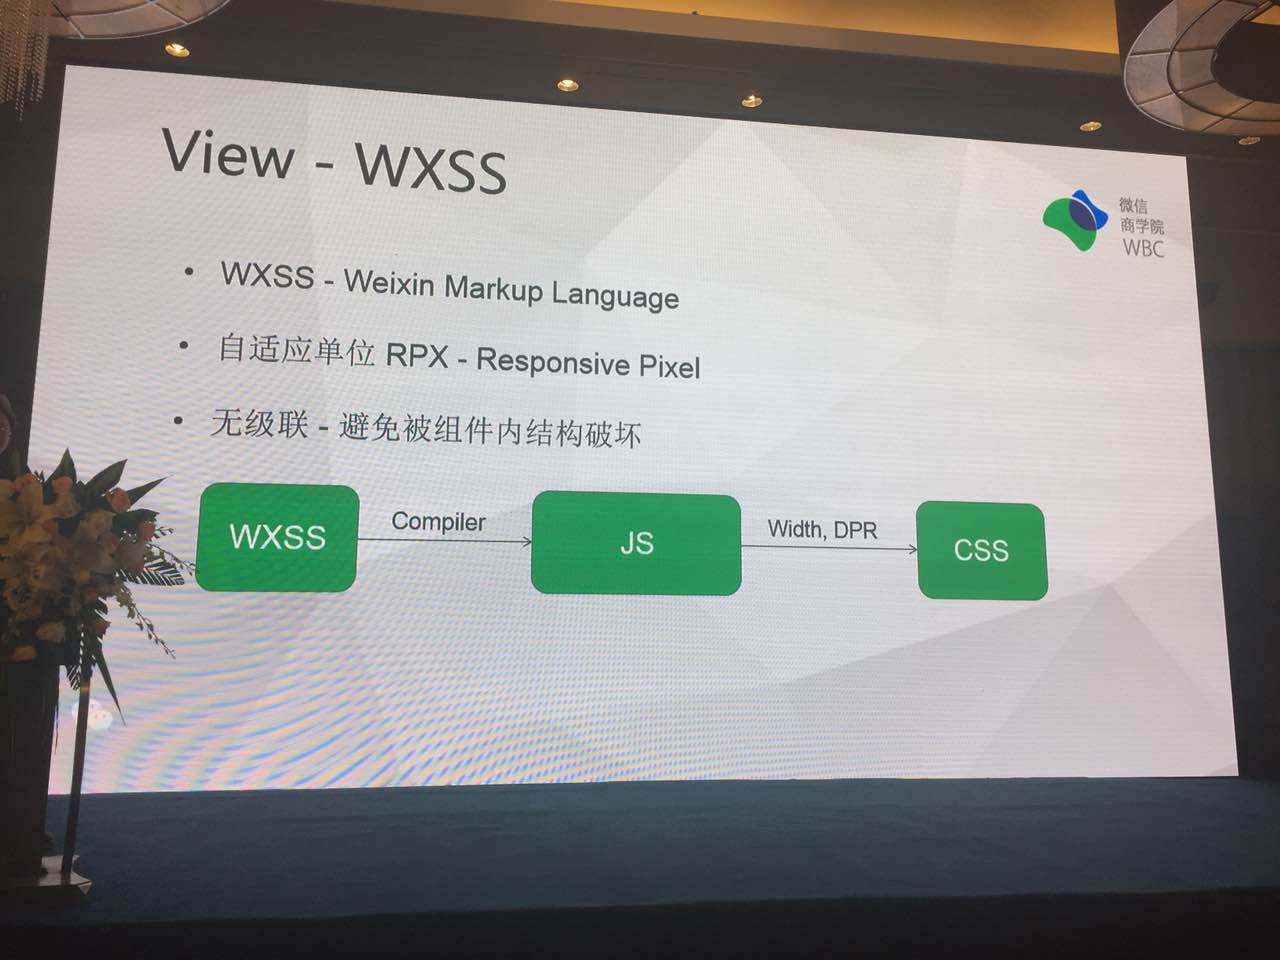 View - WXSS
微信
商学院
WBC
• WXSS - Weixin Markup Language
• 自适应单位 RPX - Responsive Pixel
• 无级联 - 避免被组件内结构破坏
WXSS
Compiler
JS
Width, DPR
CSS